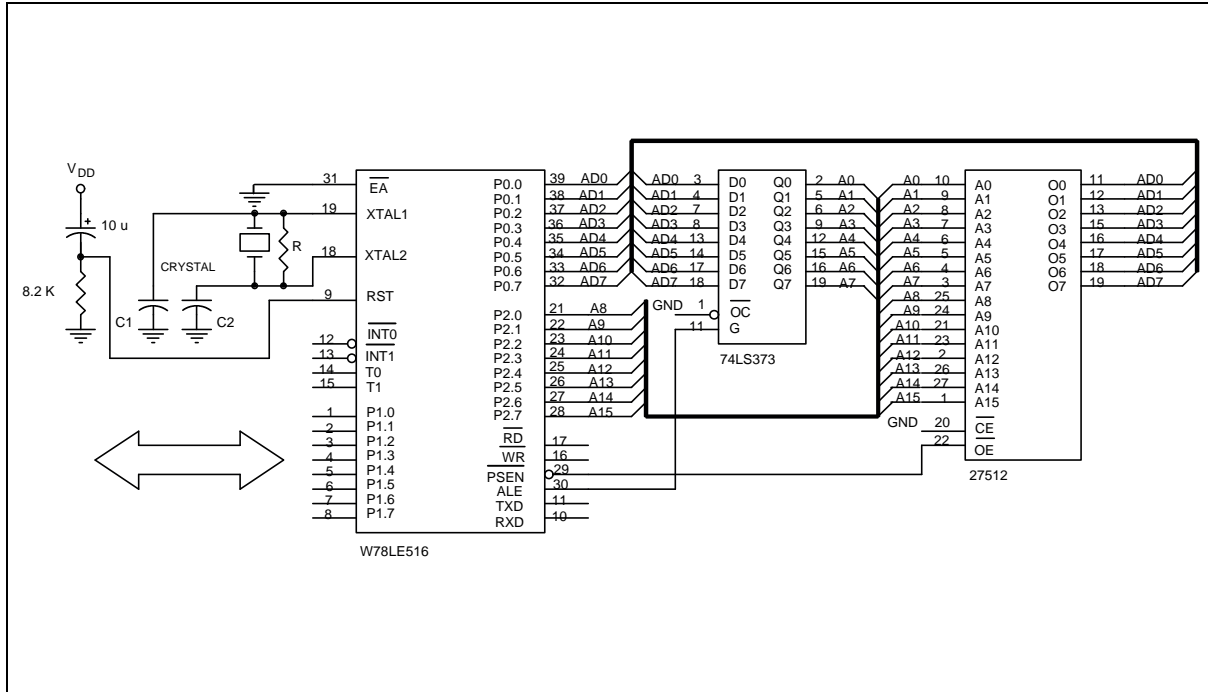 V DD
10 u
8.2 K
C1
CRYSTAL
C2
R
31 EA
19 XTAL1
18 XTAL2
9 RST
12 INT0
13 INT1
14 T0
15 T1
1 P1.0
2 P1.1
3 P1.2
4 P1.3
5 P1.4
6 P1.5
7 P1.6
8 P1.7
P0.0 39 AD0
P0.1 38 AD1
P0.2 37 AD2
P0.3 36 AD3
P0.4 35 AD4
P0.5 34 AD5
P0.6 33 AD6
P0.7 32 AD7
P2.0 21 A8
P2.1 22 A9
P2.2 23 A10
P2.3 24 A11
P2.4 25 A12
P2.5 26 A13
P2.6 27 A14
P2.7 28 A15
RD 17
WR 16
PSEN 29
ALE 30
TXD 11
RXD 10
W78LE516
AD0 3 D0 Q0 2 A0
AD1 4 D1 Q1 5 A1
AD2 7 D2 Q2 6 A2
AD3 8 D3 Q3 9 A3
AD4 13 D4 Q4 12 A4
AD5 14 D5 Q5 15 A5
AD6 17 D6 Q6 16 A6
AD7 18 D7 Q7 19 A7
GND 1 OC
11 G
74LS373
A0 10 A0
A1 9 A1
A2 8 A2
A3 7 A3
A4 6 A4
A5 5 A5
A6 4 A6
A7 3 A7
A8 25 A8
A9 24 A9
A10 21 A10
A11 23 A11
A12 2 A12
A13 26 A13
A14 27 A14
A15 1 A15
GND 20 CE
22 OE
O0 11 AD0
O1 12 AD1
O2 13 AD2
O3 15 AD3
O4 16 AD4
O5 17 AD5
O6 18 AD6
O7 19 AD7
27512